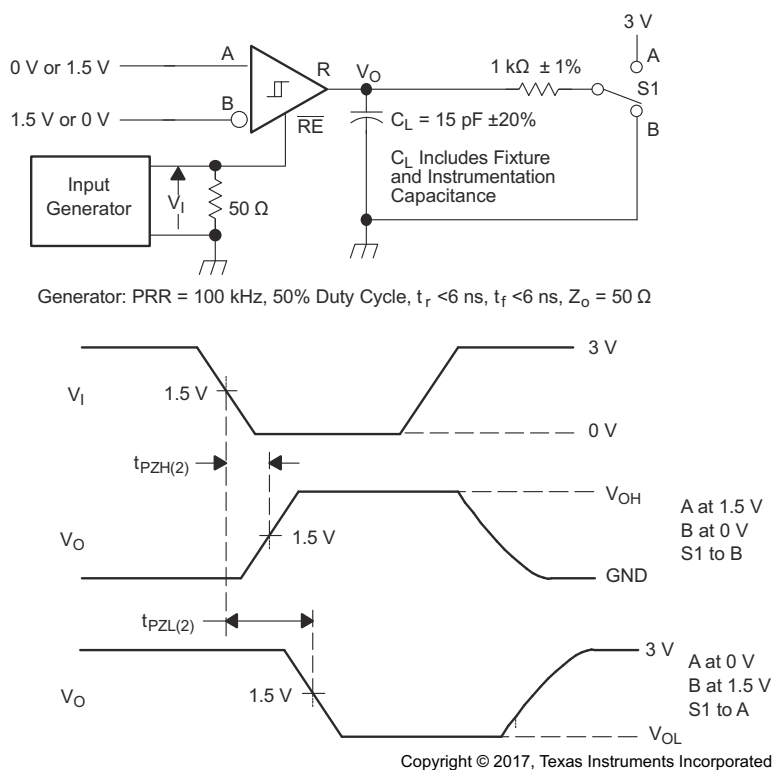 3 V
A
S1
B
0 V or 1.5 V
A
1.5 V or 0 V
B
R
V_O
1 kΩ ± 1%
RE
C_L = 15 pF ±20%
C_L Includes Fixture
and Instrumentation
Capacitance
Input
Generator
V_I
50 Ω
Generator: PRR = 100 kHz, 50% Duty Cycle, t_r <6 ns, t_f <6 ns, Z_o = 50 Ω
V_I
1.5 V
3 V
0 V
t_PZH(2)
V_O
1.5 V
V_OH
GND
A at 1.5 V
B at 0 V
S1 to B
t_PZL(2)
V_O
1.5 V
3 V
V_OL
A at 0 V
B at 1.5 V
S1 to A
Copyright © 2017, Texas Instruments Incorporated